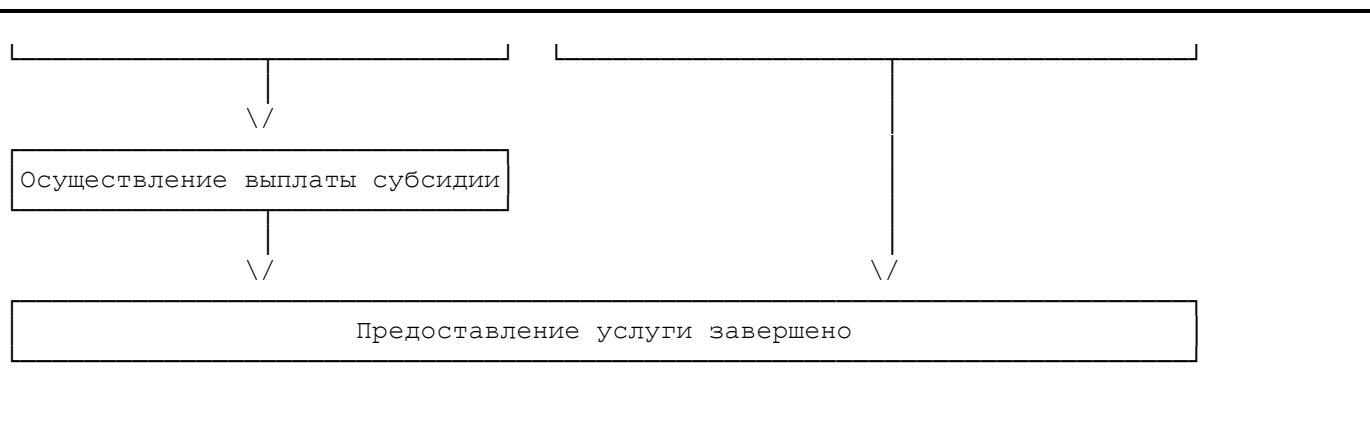 Осуществление выплаты субсидии
Предоставление услуги завершено